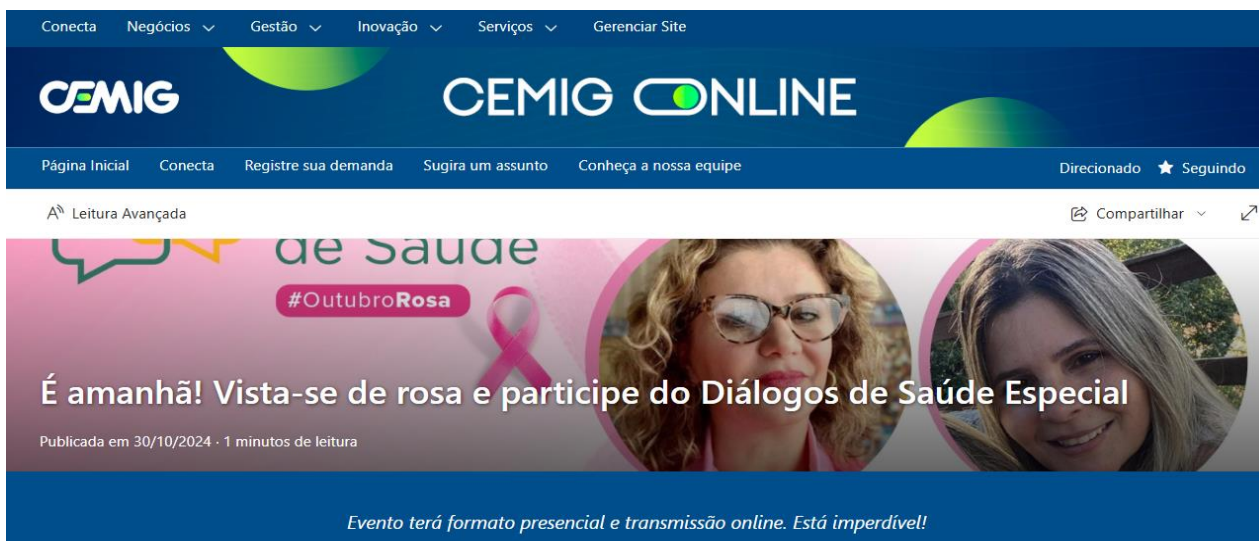 Conecta Negócios Gestão Inovação Serviços Gerenciar Site
CEMIG
CEMIG ONLINE
Página Inicial Conecta Registre sua demanda Sugira um assunto Conheça a nossa equipe Direcionado Seguindo
Leitura Avançada Compartilhar
de Saúde
#OutubroRosa
É amanhã! Vista-se de rosa e participe do Diálogos de Saúde Especial
Publicada em 30/10/2024 · 1 minutos de leitura
Evento terá formato presencial e transmissão online. Está imperdível!